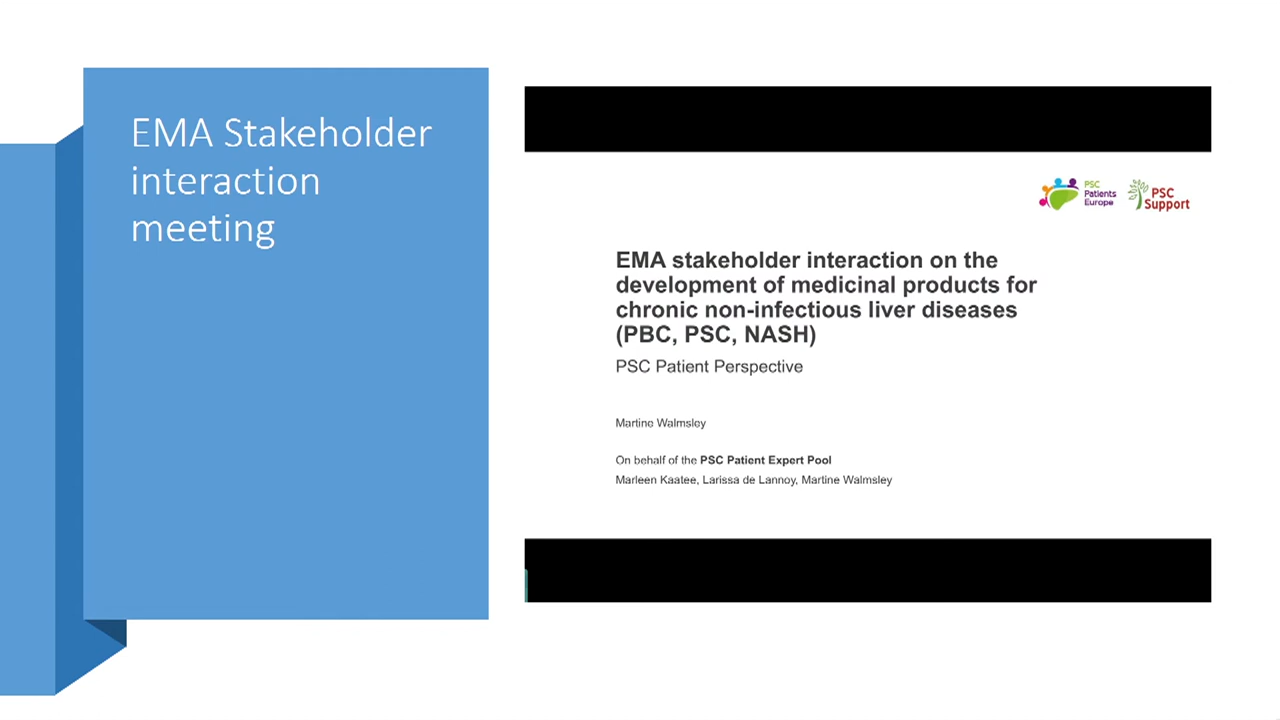 EMA Stakeholder
interaction
meeting
PSC
Patients
Europe
PSC
Support
EMA stakeholder interaction on the
development of medicinal products for
chronic non-infectious liver diseases
(PBC, PSC, NASH)
PSC Patient Perspective
Martine Walmsley
On behalf of the PSC Patient Expert Pool
Marleen Kaatee, Larissa de Lannoy, Martine Walmsley